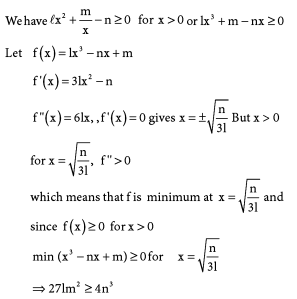 We have ℓx² + m/x − n ≥ 0 for x > 0 or lx³ + m − nx ≥ 0
Let f(x) = lx³ − nx + m
f'(x) = 3lx² − n
f"(x) = 6lx, , f'(x) = 0 gives x = ±√(n/3l) But x > 0
for x = √(n/3l), f" > 0
which means that f is minimum at x = √(n/3l) and
since f(x) ≥ 0 for x > 0
min (x³ − nx + m) ≥ 0 for x = √(n/3l)
⇒ 27lm² ≥ 4n³